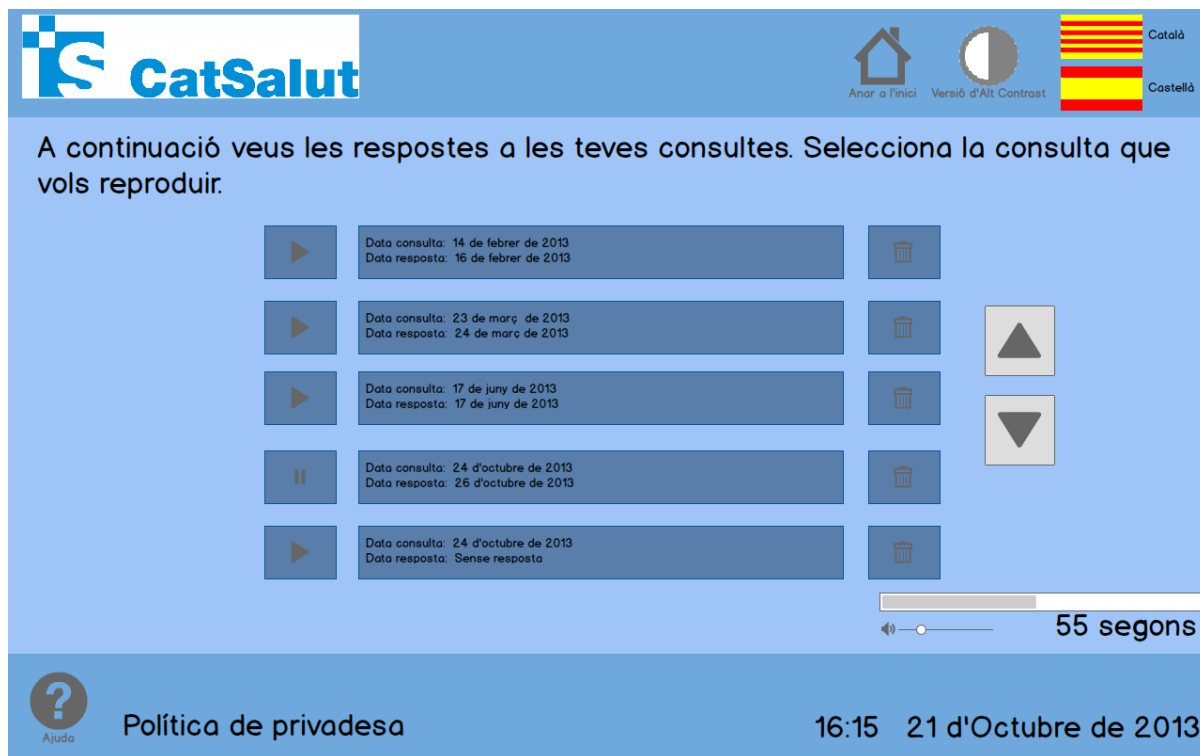 CatSalut
Anar a l'inici
Versió d'Alt Contrast
Català
Castellà
A continuació veus les respostes a les teves consultes. Selecciona la consulta que
vols reproduir.
Data consulta: 14 de febrer de 2013
Data resposta: 16 de febrer de 2013
Data consulta: 23 de març de 2013
Data resposta: 24 de març de 2013
Data consulta: 17 de juny de 2013
Data resposta: 17 de juny de 2013
Data consulta: 24 d'octubre de 2013
Data resposta: 26 d'octubre de 2013
Data consulta: 24 d'octubre de 2013
Data resposta: Sense resposta
55 segons
Ajuda
Política de privadesa
16:15 21 d'Octubre de 2013